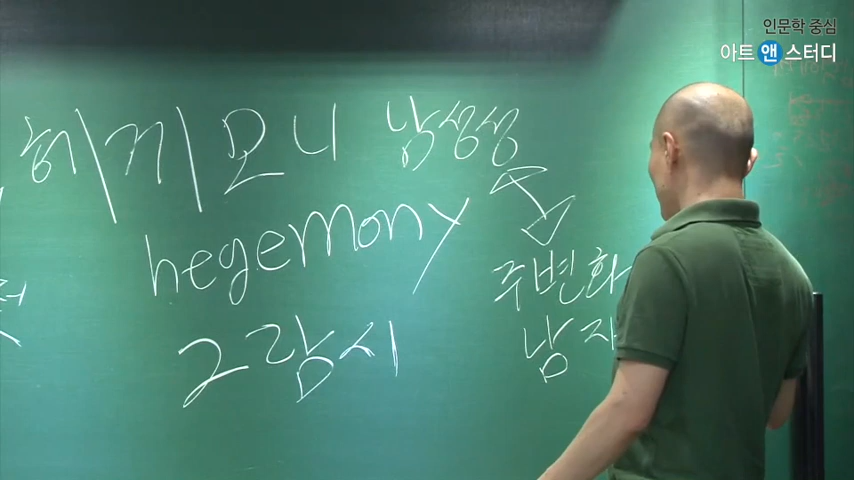 인문학 중심
아트앤스터디
헤게모니 남성성
hegemony
주변화
남자
그람시